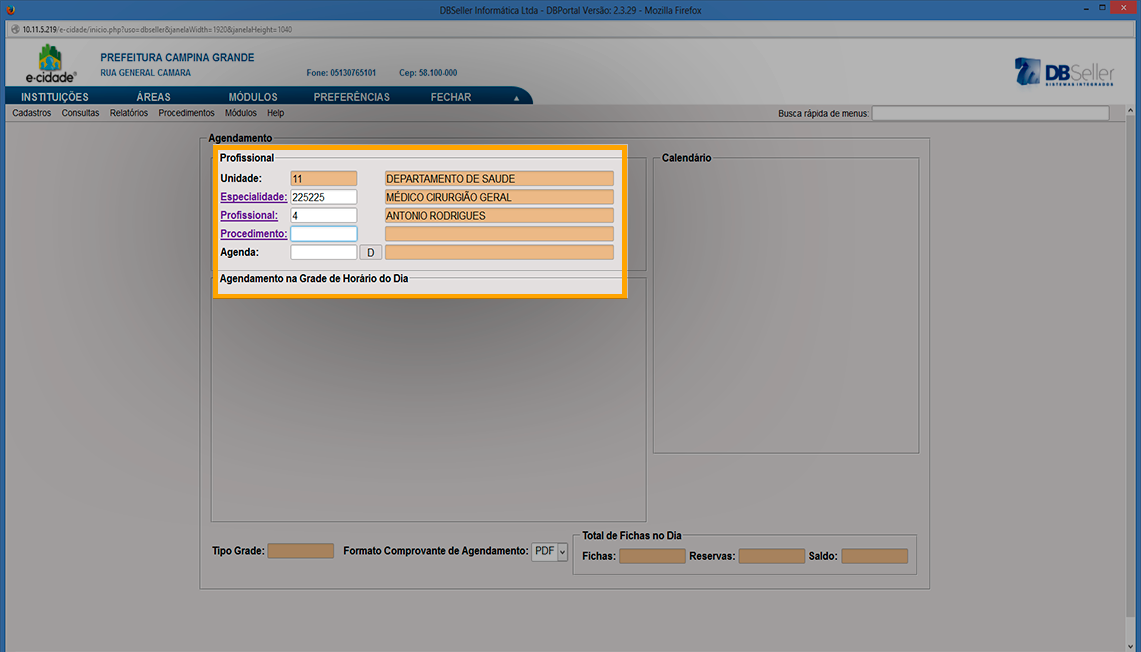 DBSeller Informática Ltda - DBPortal Versão: 2.3.29 - Mozilla Firefox
10.11.5.219/e-cidade/inicio.php?uso=dbseller&janelaWidth=1920&janelaHeight=1040
e-cidade
PREFEITURA CAMPINA GRANDE
RUA GENERAL CAMARA Fone: 05130765101 Cep: 58.100-000
DBSeller
SISTEMAS INTEGRADOS
INSTITUIÇÕES ÁREAS MÓDULOS PREFERÊNCIAS FECHAR
Cadastros Consultas Relatórios Procedimentos Módulos Help Busca rápida de menus:
Agendamento
Profissional
Unidade: 11 DEPARTAMENTO DE SAUDE
Especialidade: 225225 MÉDICO CIRURGIÃO GERAL
Profissional: 4 ANTONIO RODRIGUES
Procedimento:
Agenda: D
Agendamento na Grade de Horário do Dia
Calendário
Tipo Grade: Formato Comprovante de Agendamento: PDF
Total de Fichas no Dia
Fichas: Reservas: Saldo: